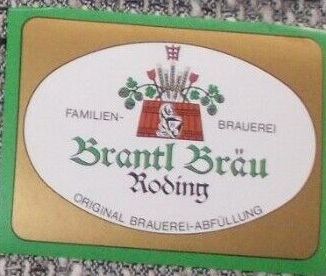 FAMILIEN- BRAUEREI
Brantl Bräu
Roding
ORIGINAL BRAUEREI-ABFÜLLUNG